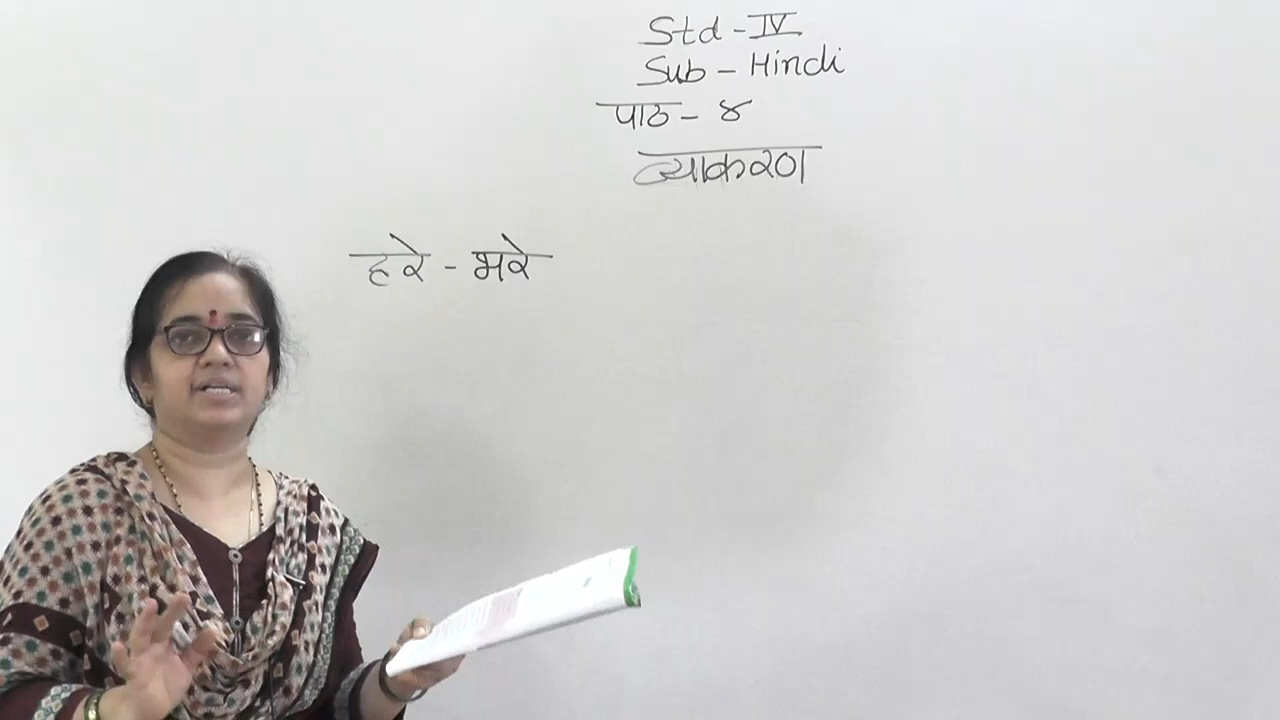 Std - IV
Sub - Hindi
पाठ - ४
व्याकरण
हरे - भरे